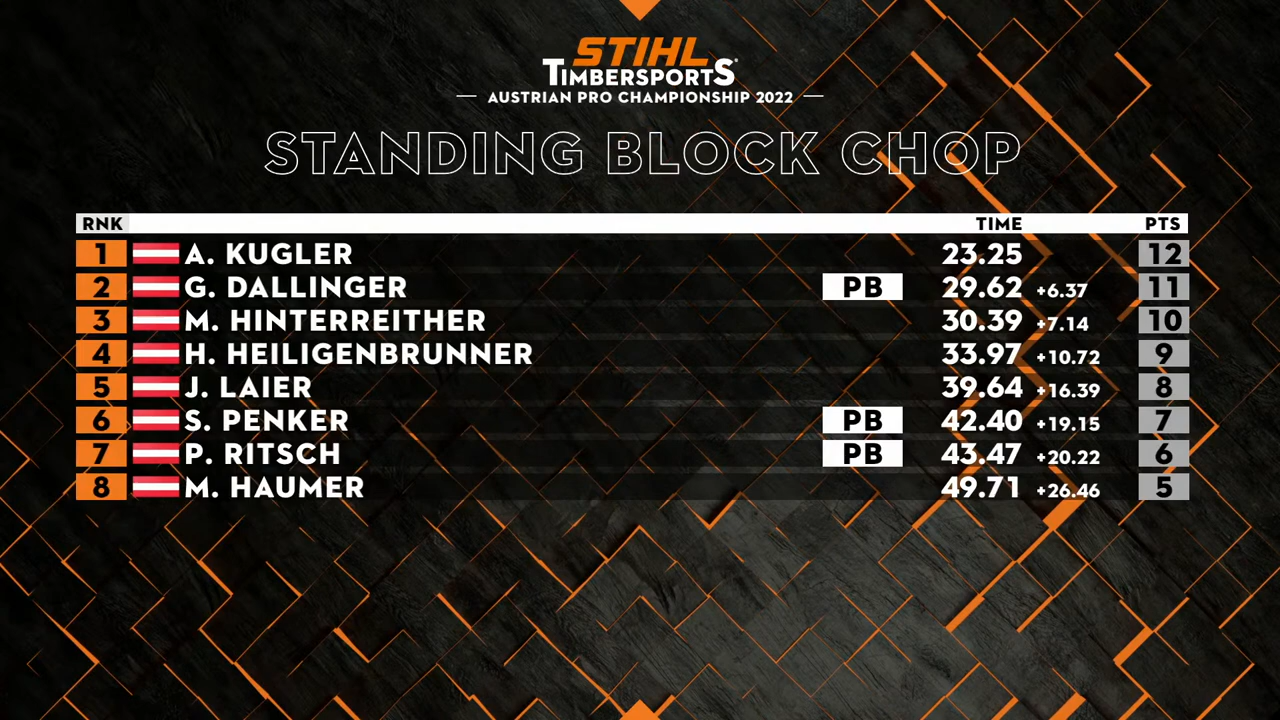 STIHL
TIMBERSPORTS®
AUSTRIAN PRO CHAMPIONSHIP 2022
STANDING BLOCK CHOP
RNK TIME PTS
1 A. KUGLER 23.25 12
2 G. DALLINGER PB 29.62 +6.37 11
3 M. HINTERREITHER 30.39 +7.14 10
4 H. HEILIGENBRUNNER 33.97 +10.72 9
5 J. LAIER 39.64 +16.39 8
6 S. PENKER PB 42.40 +19.15 7
7 P. RITSCH PB 43.47 +20.22 6
8 M. HAUMER 49.71 +26.46 5